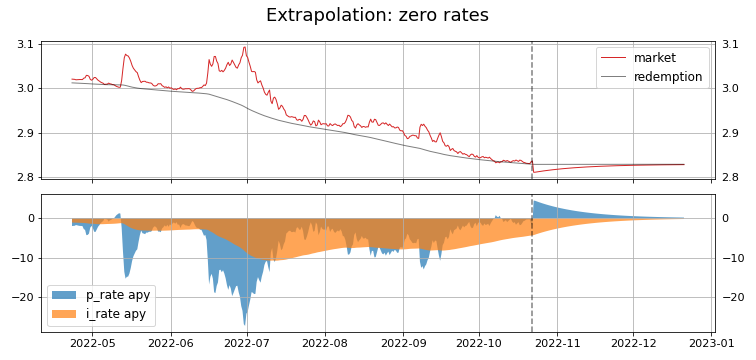 Extrapolation: zero rates
3.1
3.0
2.9
2.8
3.1
3.0
2.9
2.8
market
redemption
0
−10
−20
0
−10
−20
p_rate apy
i_rate apy
2022-05 2022-06 2022-07 2022-08 2022-09 2022-10 2022-11 2022-12 2023-01